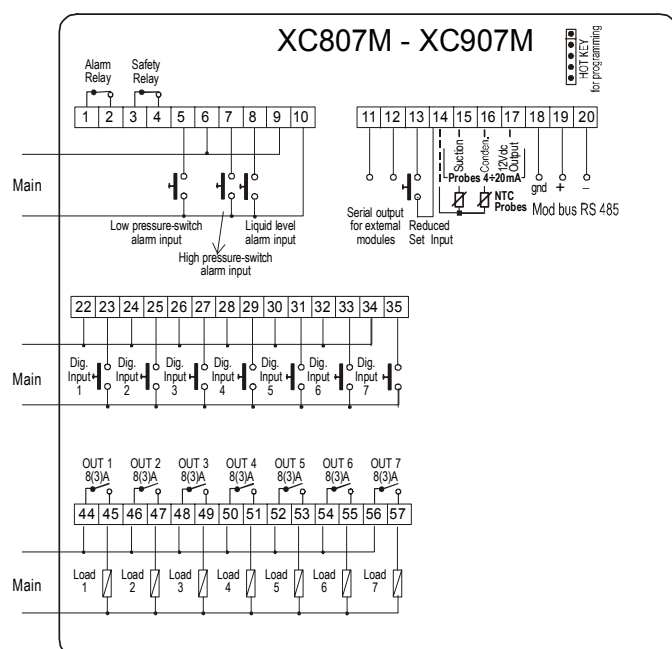 XC807M - XC907M
HOT KEY
for programming
Alarm
Relay
Safety
Relay
1 2 3 4 5 6 7 8 9 10
11 12 13 14 15 16 17 18 19 20
Main
Suction
Conden.
12Vdc
Output
Probes 4÷20mA
NTC
Probes
gnd + –
Mod bus RS 485
Low pressure-switch
alarm input
Liquid level
alarm input
High pressure-switch
alarm input
Serial output
for external
modules
Reduced
Set Input
22 23 24 25 26 27 28 29 30 31 32 33 34 35
Main
Dig.
Input
1
Dig.
Input
2
Dig.
Input
3
Dig.
Input
4
Dig.
Input
5
Dig.
Input
6
Dig.
Input
7
OUT 1
8(3)A
OUT 2
8(3)A
OUT 3
8(3)A
OUT 4
8(3)A
OUT 5
8(3)A
OUT 6
8(3)A
OUT 7
8(3)A
44 45 46 47 48 49 50 51 52 53 54 55 56 57
Main
Load
1
Load
2
Load
3
Load
4
Load
5
Load
6
Load
7